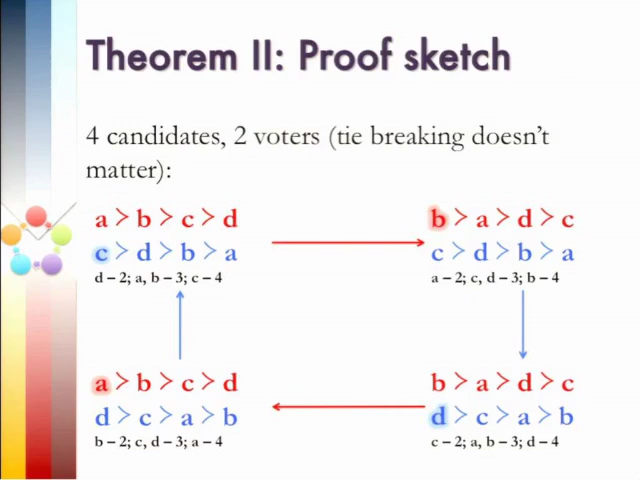 Theorem II: Proof sketch
4 candidates, 2 voters (tie breaking doesn't
matter):
a ≻ b ≻ c ≻ d
c ≻ d ≻ b ≻ a
d – 2; a, b – 3; c – 4
b ≻ a ≻ d ≻ c
c ≻ d ≻ b ≻ a
a – 2; c, d – 3; b – 4
a ≻ b ≻ c ≻ d
d ≻ c ≻ a ≻ b
b – 2; c, d – 3; a – 4
b ≻ a ≻ d ≻ c
d ≻ c ≻ a ≻ b
c – 2; a, b – 3; d – 4